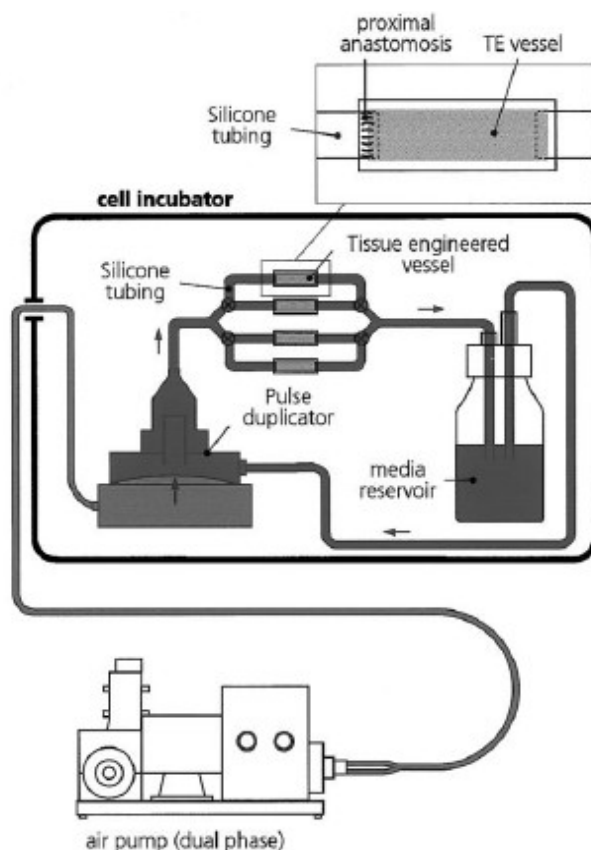 proximal
anastomosis
TE vessel
Silicone
tubing
cell incubator
Tissue engineered
vessel
Silicone
tubing
Pulse
duplicator
media
reservoir
air pump (dual phase)